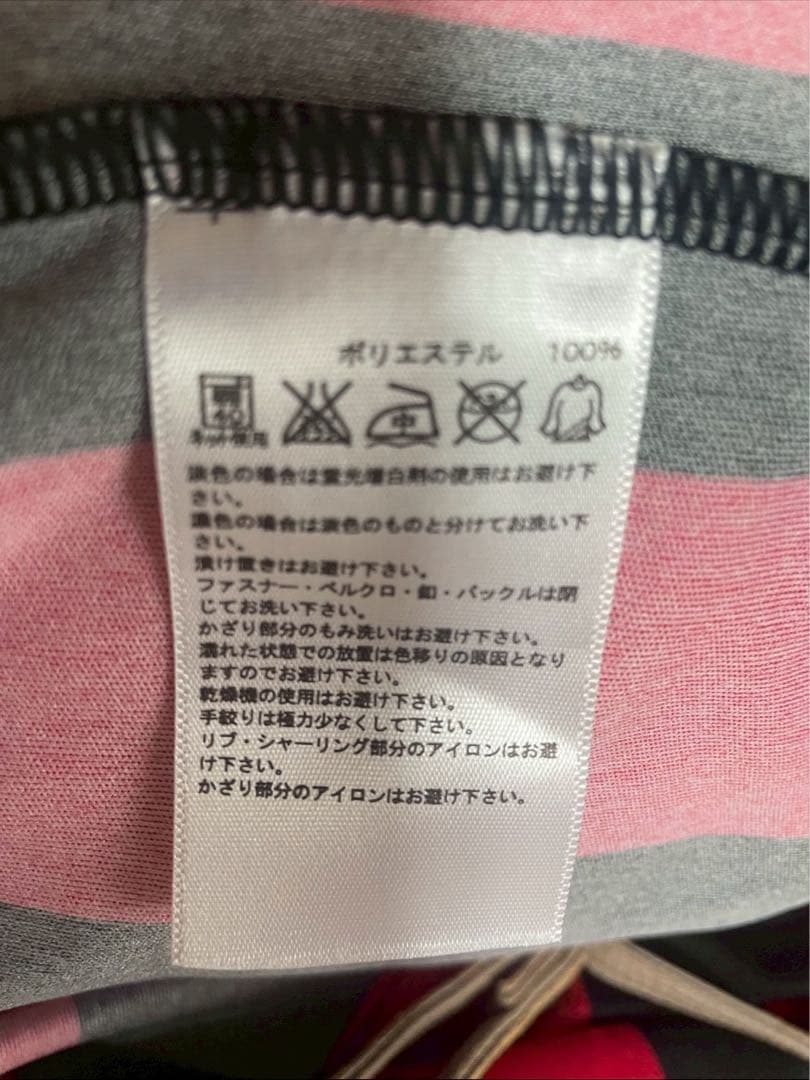 ポリエステル 100%
弱
40
ネット使用
中
淡色の場合は蛍光増白剤の使用はお避け下
さい。
濃色の場合は淡色のものと分けてお洗い下
さい。
漬け置きはお避け下さい。
ファスナー・ベルクロ・釦・バックルは閉
じてお洗い下さい。
かざり部分のもみ洗いはお避け下さい。
濡れた状態での放置は色移りの原因となり
ますのでお避け下さい。
乾燥機の使用はお避け下さい。
手絞りは極力少なくして下さい。
リブ・シャーリング部分のアイロンはお避
け下さい。
かざり部分のアイロンはお避け下さい。